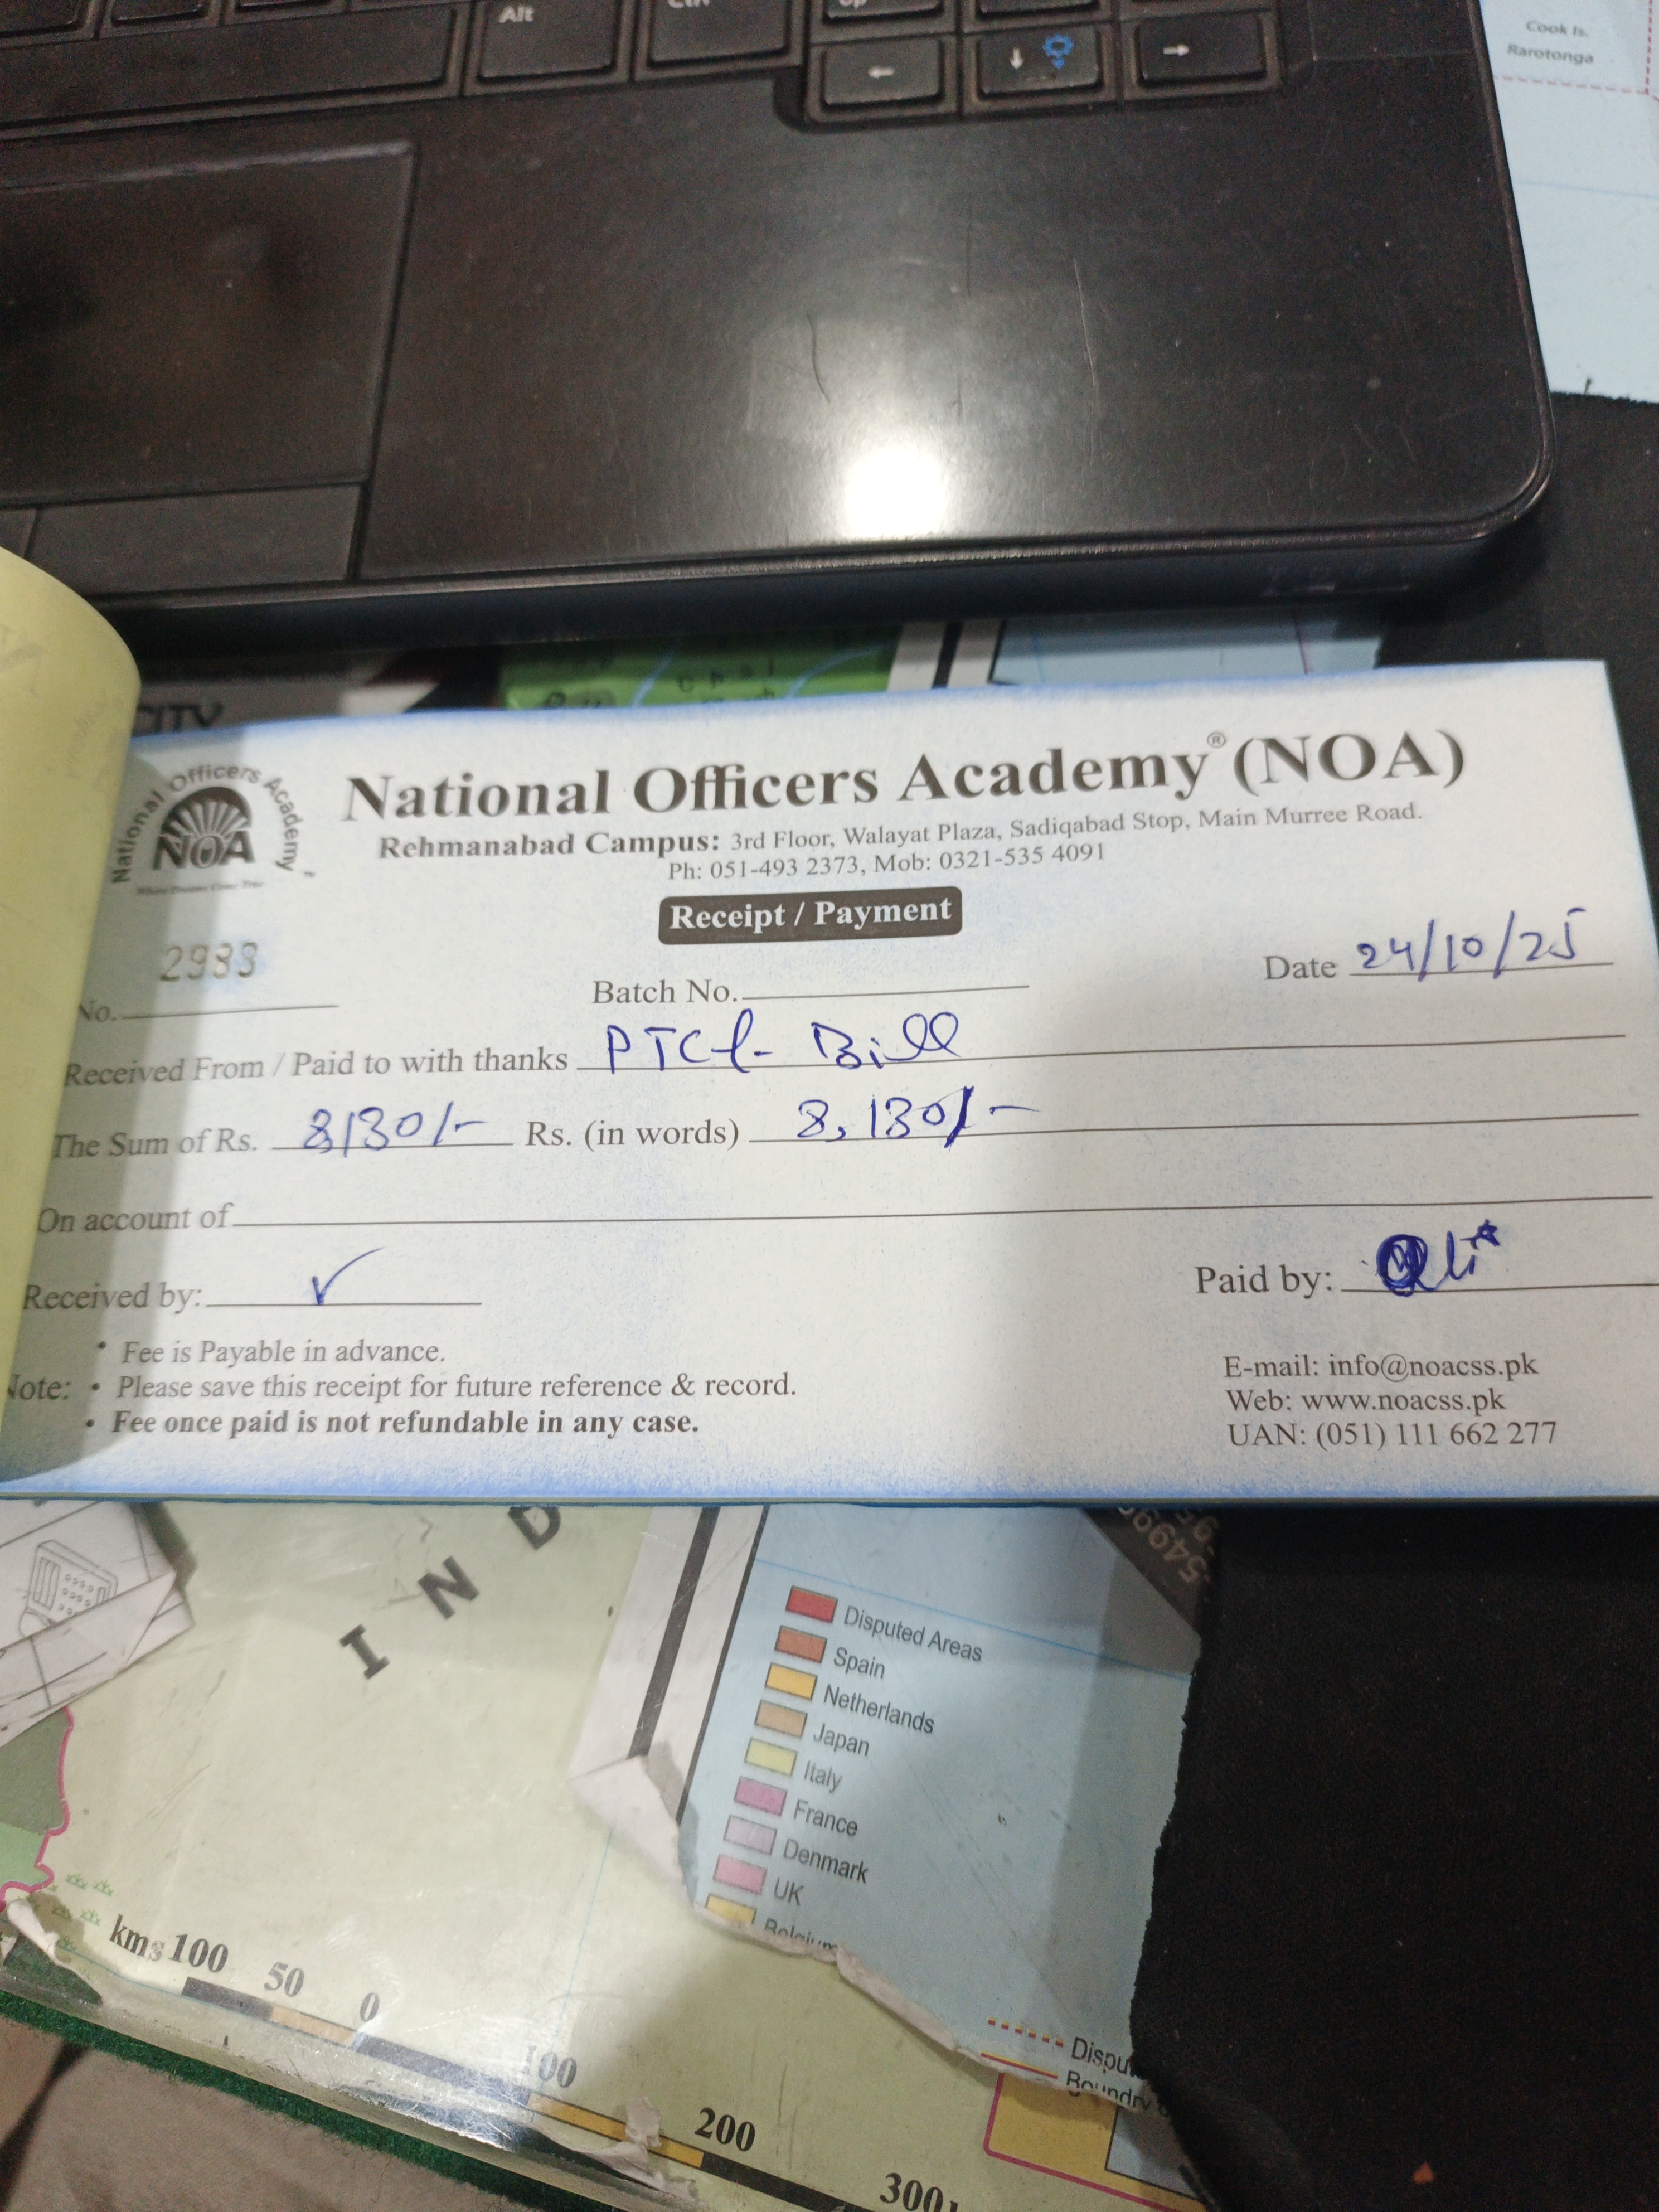 Alt
Cook Is.
Rarotonga
CITY
National Officers Academy
NOA
National Officers Academy® (NOA)
Rehmanabad Campus: 3rd Floor, Walayat Plaza, Sadiqabad Stop, Main Murree Road.
Ph: 051-493 2373, Mob: 0321-535 4091
Receipt / Payment
No. 2933
Batch No.
Date 24/10/25
Received From / Paid to with thanks PTCL Bill
The Sum of Rs. 8,130/- Rs. (in words) 8,130/-
On account of
Received by:
Paid by:
• Fee is Payable in advance.
Note: • Please save this receipt for future reference & record.
• Fee once paid is not refundable in any case.
E-mail: info@noacss.pk
Web: www.noacss.pk
UAN: (051) 111 662 277
I N D
Disputed Areas
Spain
Netherlands
Japan
Italy
France
Denmark
UK
Belgium
kms 100 50 0 100 200 300